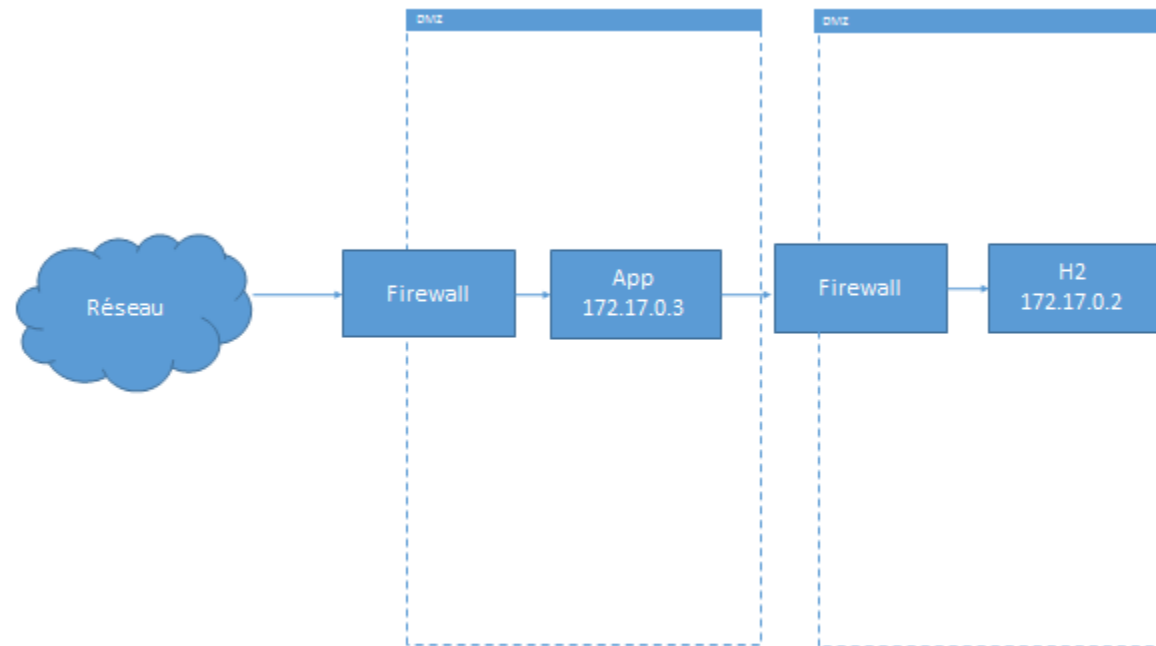 DMZ
DMZ
Réseau
Firewall
App
172.17.0.3
Firewall
H2
172.17.0.2